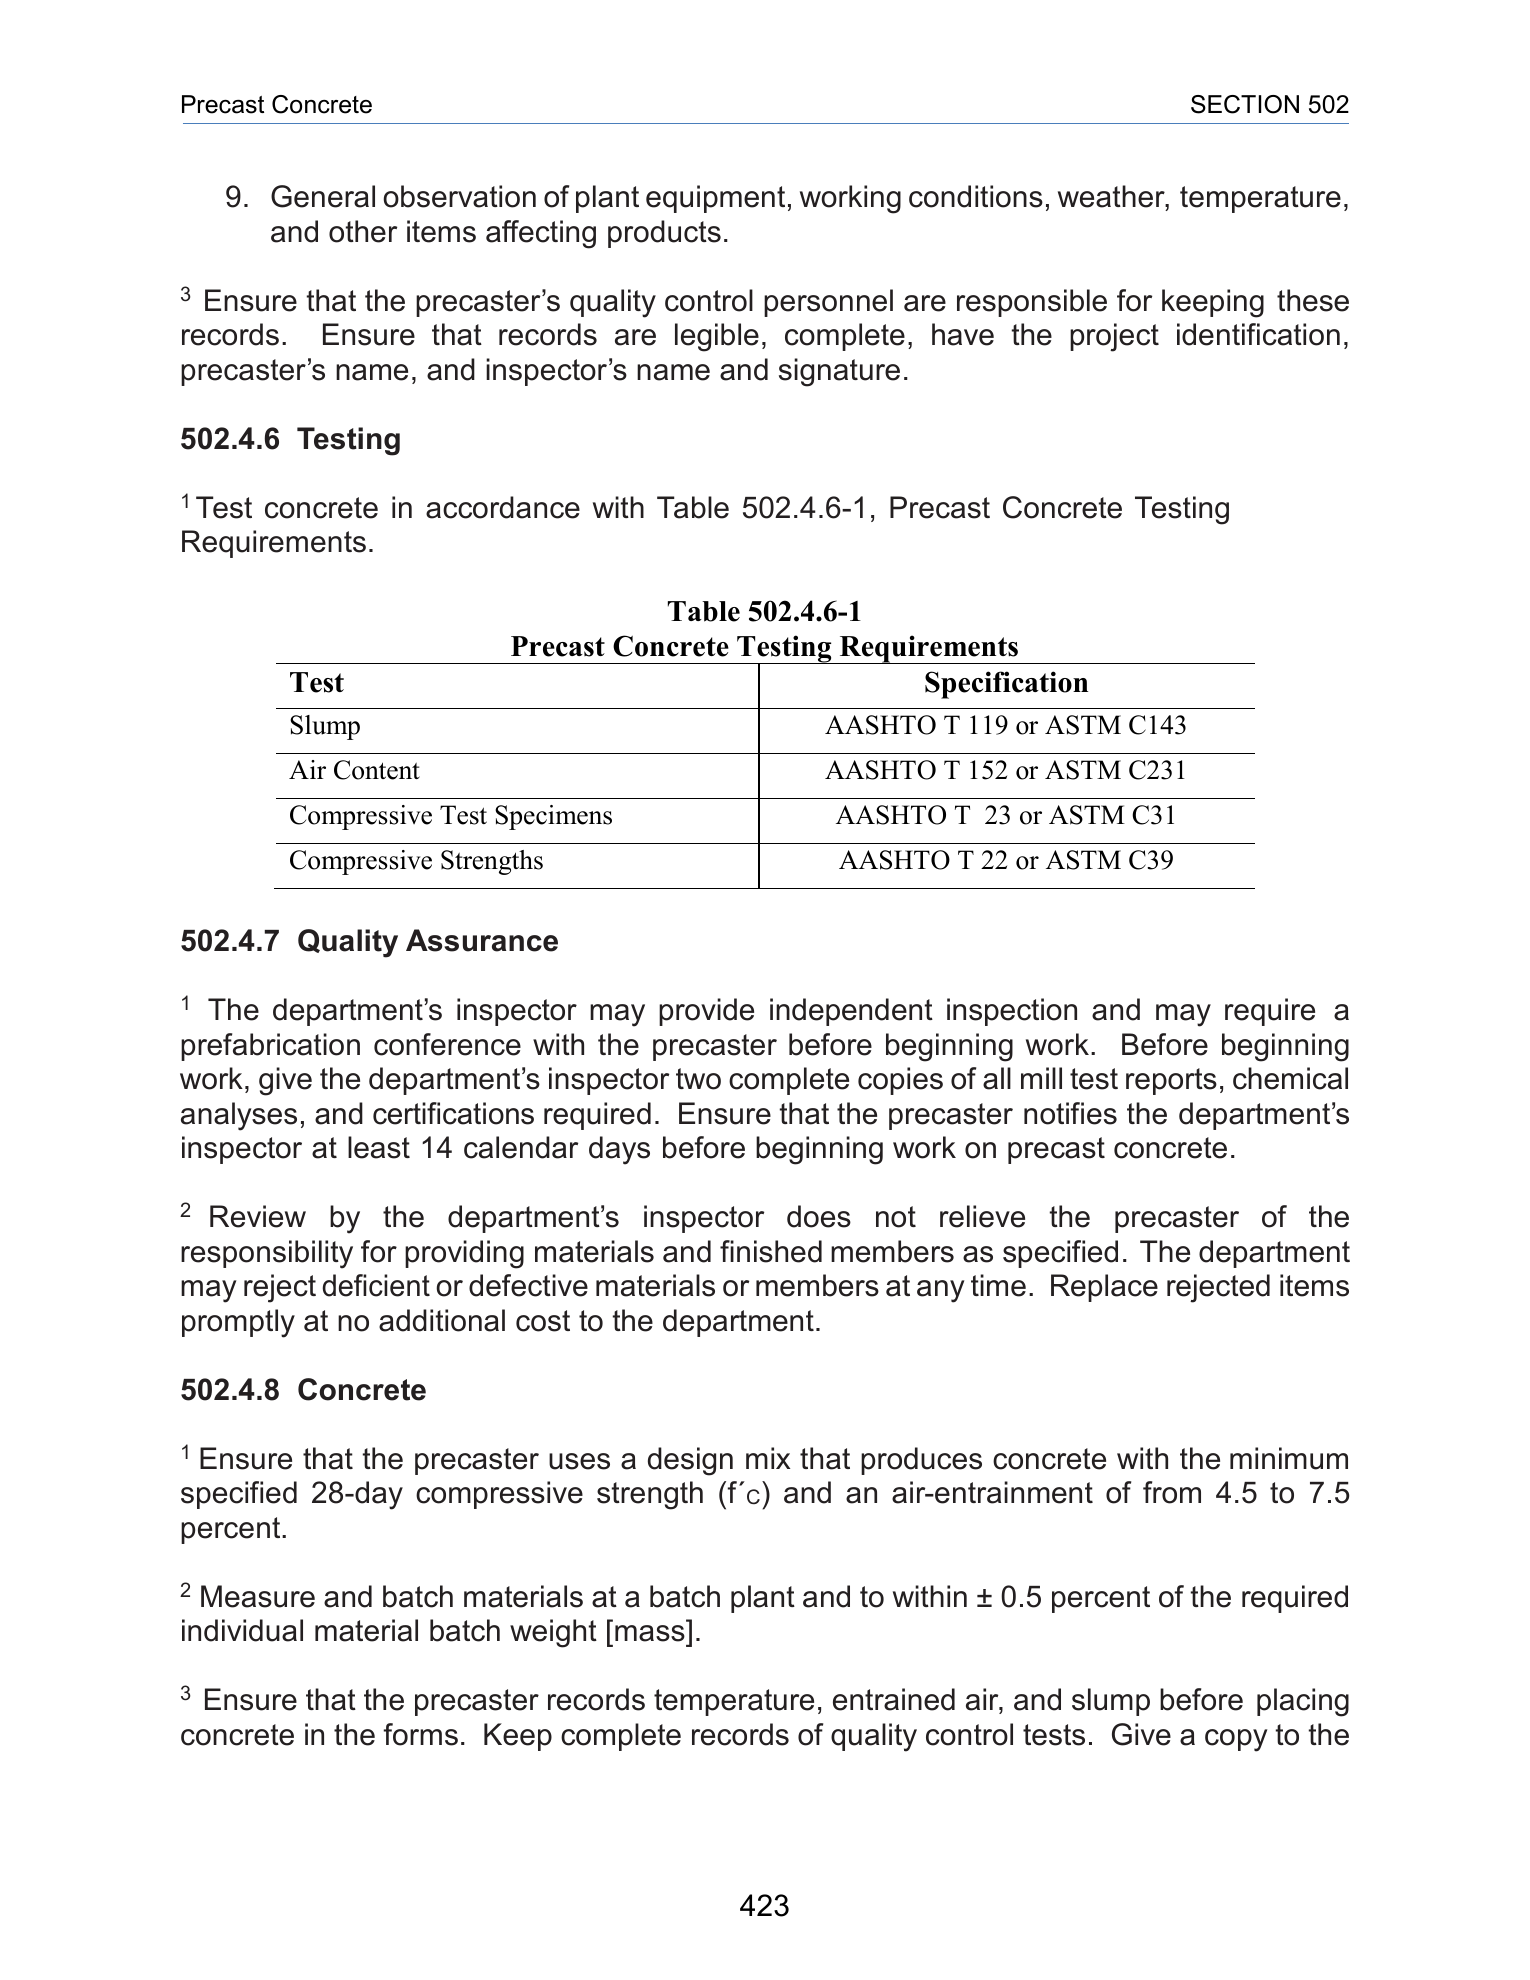 Precast Concrete SECTION 502
9. General observation of plant equipment, working conditions, weather, temperature,
and other items affecting products.
3 Ensure that the precaster’s quality control personnel are responsible for keeping these
records. Ensure that records are legible, complete, have the project identification,
precaster’s name, and inspector’s name and signature.
502.4.6 Testing
1 Test concrete in accordance with Table 502.4.6-1, Precast Concrete Testing
Requirements.
Table 502.4.6-1
Precast Concrete Testing Requirements
Test Specification
Slump AASHTO T 119 or ASTM C143
Air Content AASHTO T 152 or ASTM C231
Compressive Test Specimens AASHTO T 23 or ASTM C31
Compressive Strengths AASHTO T 22 or ASTM C39
502.4.7 Quality Assurance
1 The department’s inspector may provide independent inspection and may require a
prefabrication conference with the precaster before beginning work. Before beginning
work, give the department’s inspector two complete copies of all mill test reports, chemical
analyses, and certifications required. Ensure that the precaster notifies the department’s
inspector at least 14 calendar days before beginning work on precast concrete.
2 Review by the department’s inspector does not relieve the precaster of the
responsibility for providing materials and finished members as specified. The department
may reject deficient or defective materials or members at any time. Replace rejected items
promptly at no additional cost to the department.
502.4.8 Concrete
1 Ensure that the precaster uses a design mix that produces concrete with the minimum
specified 28-day compressive strength (f´C) and an air-entrainment of from 4.5 to 7.5
percent.
2 Measure and batch materials at a batch plant and to within ± 0.5 percent of the required
individual material batch weight [mass].
3 Ensure that the precaster records temperature, entrained air, and slump before placing
concrete in the forms. Keep complete records of quality control tests. Give a copy to the
423